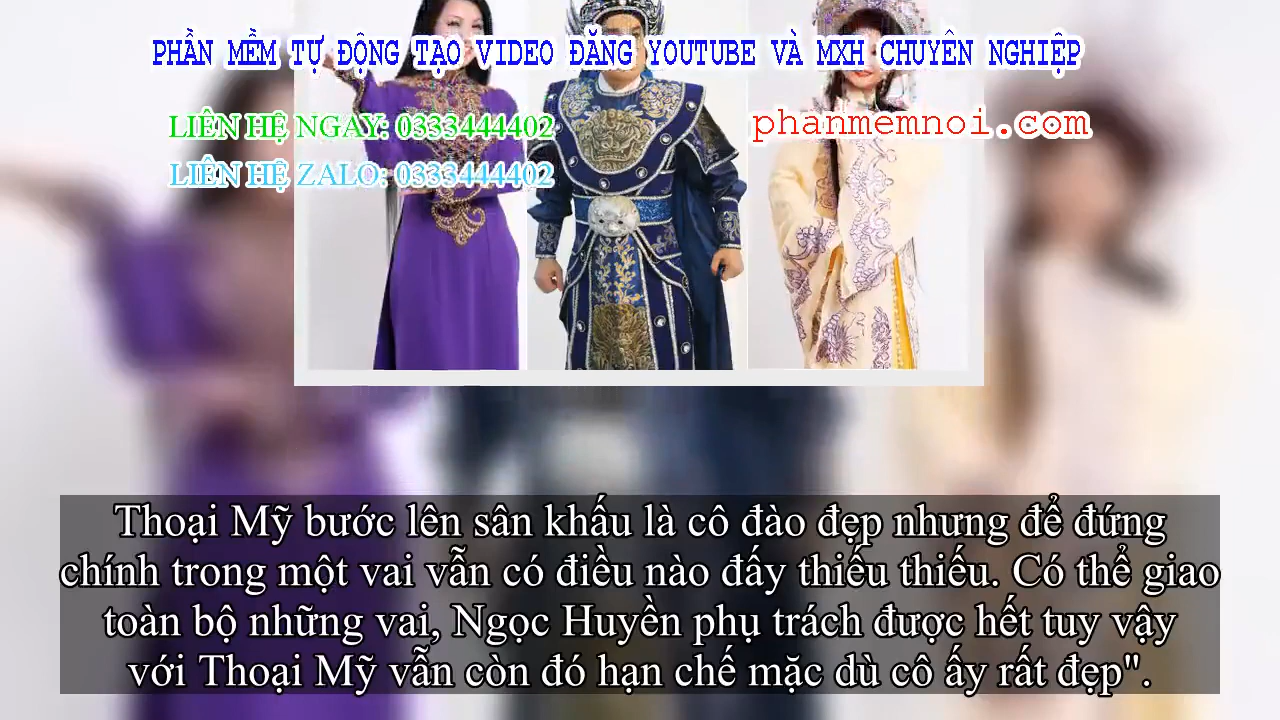 PHẦN MỀM TỰ ĐỘNG TẠO VIDEO ĐĂNG YOUTUBE VÀ MXH CHUYÊN NGHIỆP
LIÊN HỆ NGAY: 0333444402
phanmemnoi.com
LIÊN HỆ ZALO: 0333444402
Thoại Mỹ bước lên sân khấu là cô đào đẹp nhưng để đứng
chính trong một vai vẫn có điều nào đấy thiếu thiếu. Có thể giao
toàn bộ những vai, Ngọc Huyền phụ trách được hết tuy vậy
với Thoại Mỹ vẫn còn đó hạn chế mặc dù cô ấy rất đẹp".